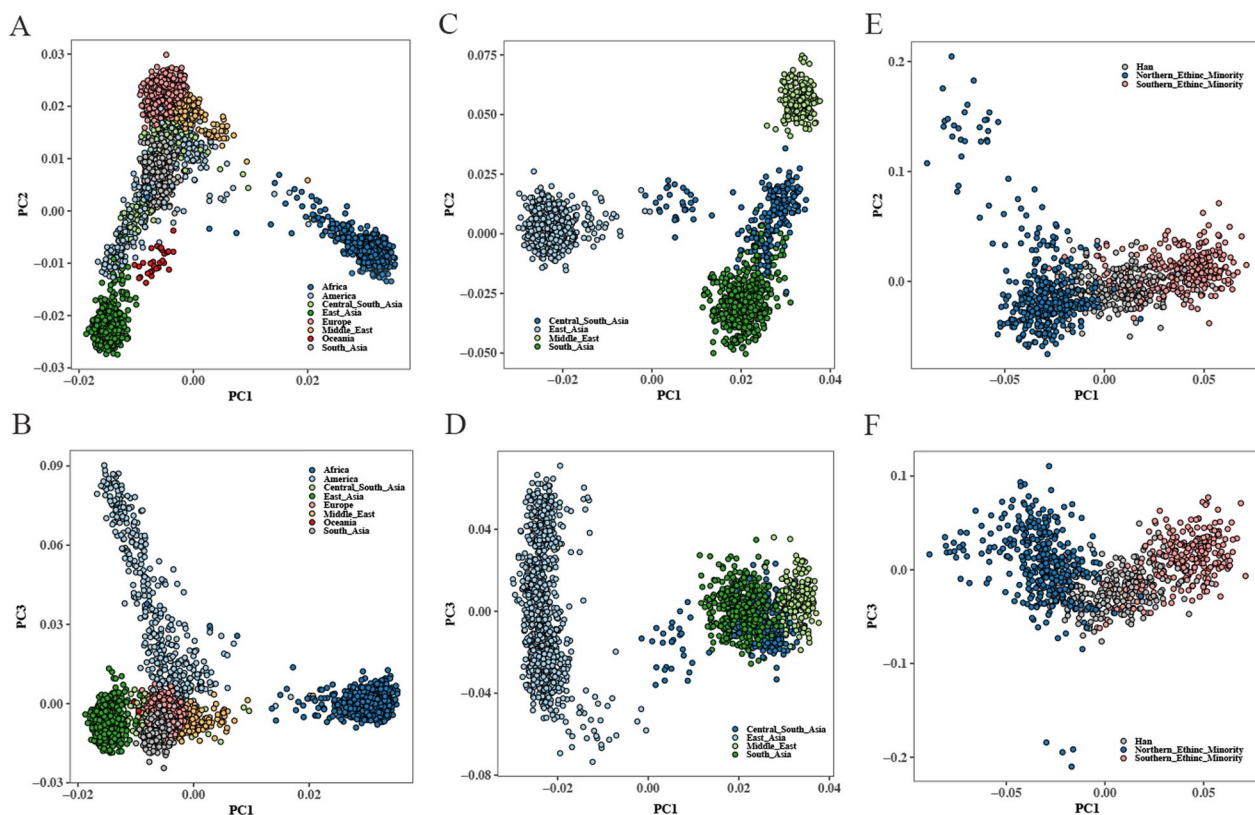 A
PC2
0.03
0.02
0.01
0.00
−0.01
−0.02
−0.03
−0.02
0.00
0.02
PC1
Africa
America
Central_South_Asia
East_Asia
Europe
Middle_East
Oceania
South_Asia
C
PC2
0.075
0.050
0.025
0.000
−0.025
−0.050
−0.02
0.00
0.02
0.04
PC1
Central_South_Asia
East_Asia
Middle_East
South_Asia
E
PC2
0.2
0.1
0.0
−0.05
0.00
0.05
PC1
Han
Northern_Ethinc_Minority
Southern_Ethinc_Minority
B
PC3
0.09
0.06
0.03
0.00
−0.03
−0.02
0.00
0.02
PC1
Africa
America
Central_South_Asia
East_Asia
Europe
Middle_East
Oceania
South_Asia
D
PC3
0.04
0.00
−0.04
−0.08
−0.02
0.00
0.02
0.04
PC1
Central_South_Asia
East_Asia
Middle_East
South_Asia
F
PC3
0.1
0.0
−0.1
−0.2
−0.05
0.00
0.05
PC1
Han
Northern_Ethinc_Minority
Southern_Ethinc_Minority